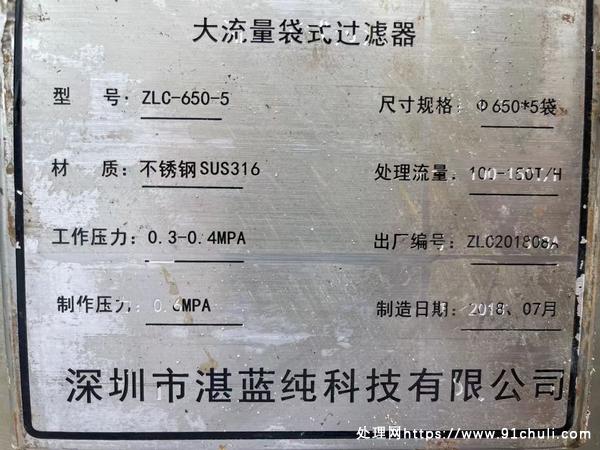 大流量袋式过滤器
型 号：ZLC-650-5 尺寸规格：Φ650*5袋
材 质：不锈钢SUS316 处理流量：100-150T/H
工作压力：0.3-0.4MPA 出厂编号：ZLC201808A
制作压力：0.6MPA 制造日期：2018、07月
深圳市湛蓝纯科技有限公司
处理网https://www.91chuli.com/